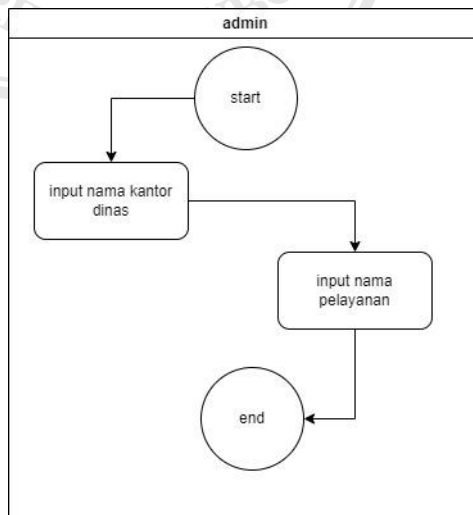 admin
start
input nama kantor
dinas
input nama
pelayanan
end